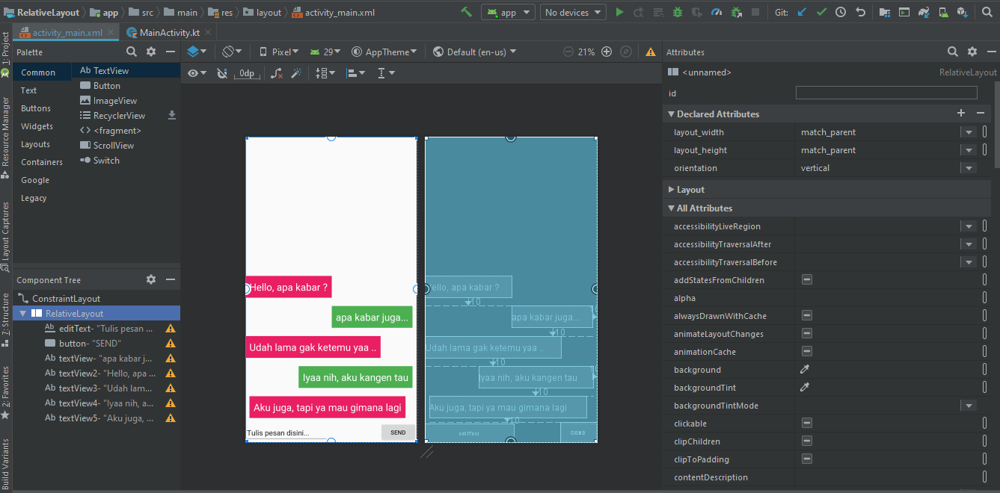 RelativeLayout app src main res layout activity_main.xml app No devices Git:
activity_main.xml MainActivity.kt
1: Project
Resource Manager
Layout Captures
7: Structure
2: Favorites
Build Variants
Palette
Common
Text
Buttons
Widgets
Layouts
Containers
Google
Legacy
Ab TextView
Button
ImageView
RecyclerView
<fragment>
ScrollView
Switch
Component Tree
ConstraintLayout
RelativeLayout
Ab editText- "Tulis pesan ...
button- "SEND"
Ab textView- "apa kabar j...
Ab textView2- "Hello, apa ...
Ab textView3- "Udah lam...
Ab textView4- "Iyaa nih, a...
Ab textView5- "Aku juga, ...
Pixel 29 AppTheme Default (en-us) 21%
0dp
Hello, apa kabar ?
apa kabar juga...
Udah lama gak ketemu yaa ..
Iyaa nih, aku kangen tau
Aku juga, tapi ya mau gimana lagi
Tulis pesan disini... SEND
Hello, apa kabar ?
10
apa kabar juga...
10
10
Udah lama gak ketemu yaa ..
10
Iyaa nih, aku kangen tau
10
Aku juga, tapi ya mau gimana lagi
10
editText SEND
Attributes
<unnamed> RelativeLayout
id
Declared Attributes
layout_width match_parent
layout_height match_parent
orientation vertical
Layout
All Attributes
accessibilityLiveRegion
accessibilityTraversalAfter
accessibilityTraversalBefore
addStatesFromChildren
alpha
alwaysDrawnWithCache
animateLayoutChanges
animationCache
background
backgroundTint
backgroundTintMode
clickable
clipChildren
clipToPadding
contentDescription